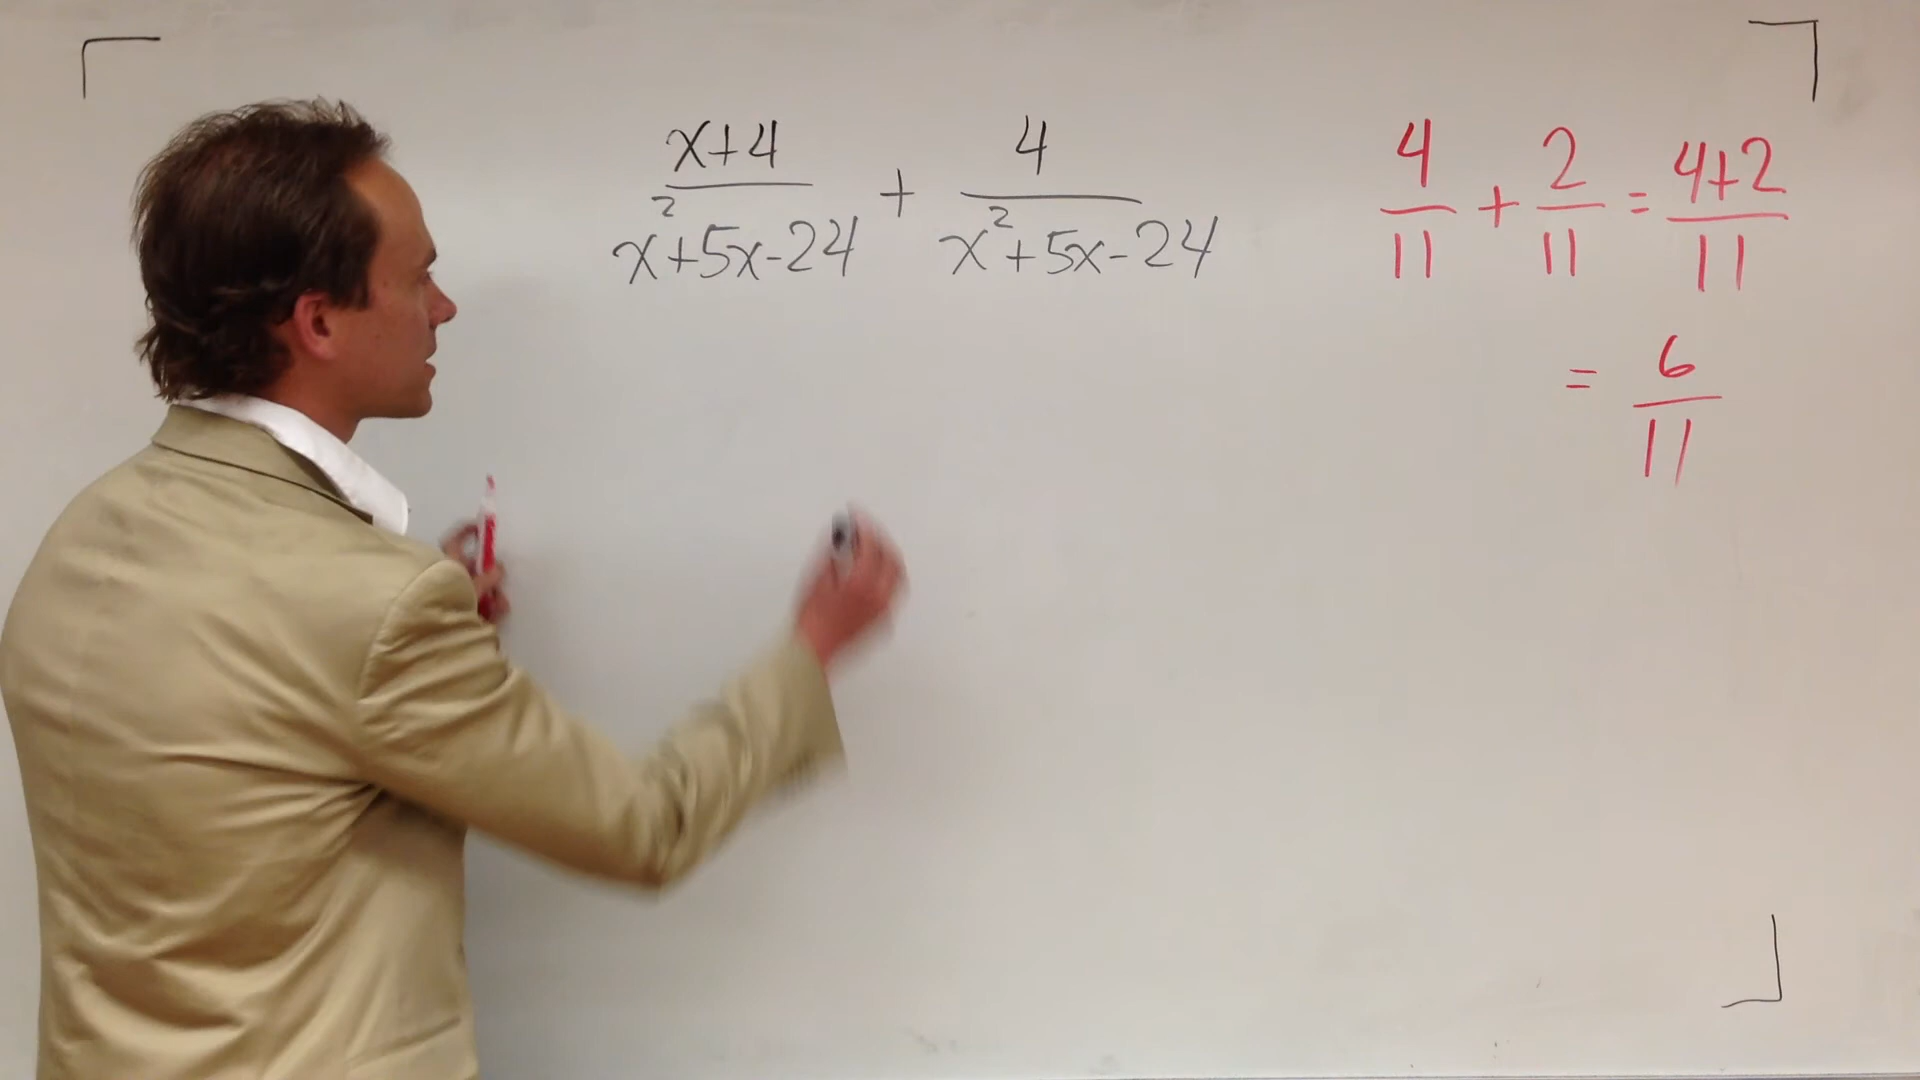 x+4/x²+5x-24 + 4/x²+5x-24
4/11 + 2/11 = 4+2/11
= 6/11